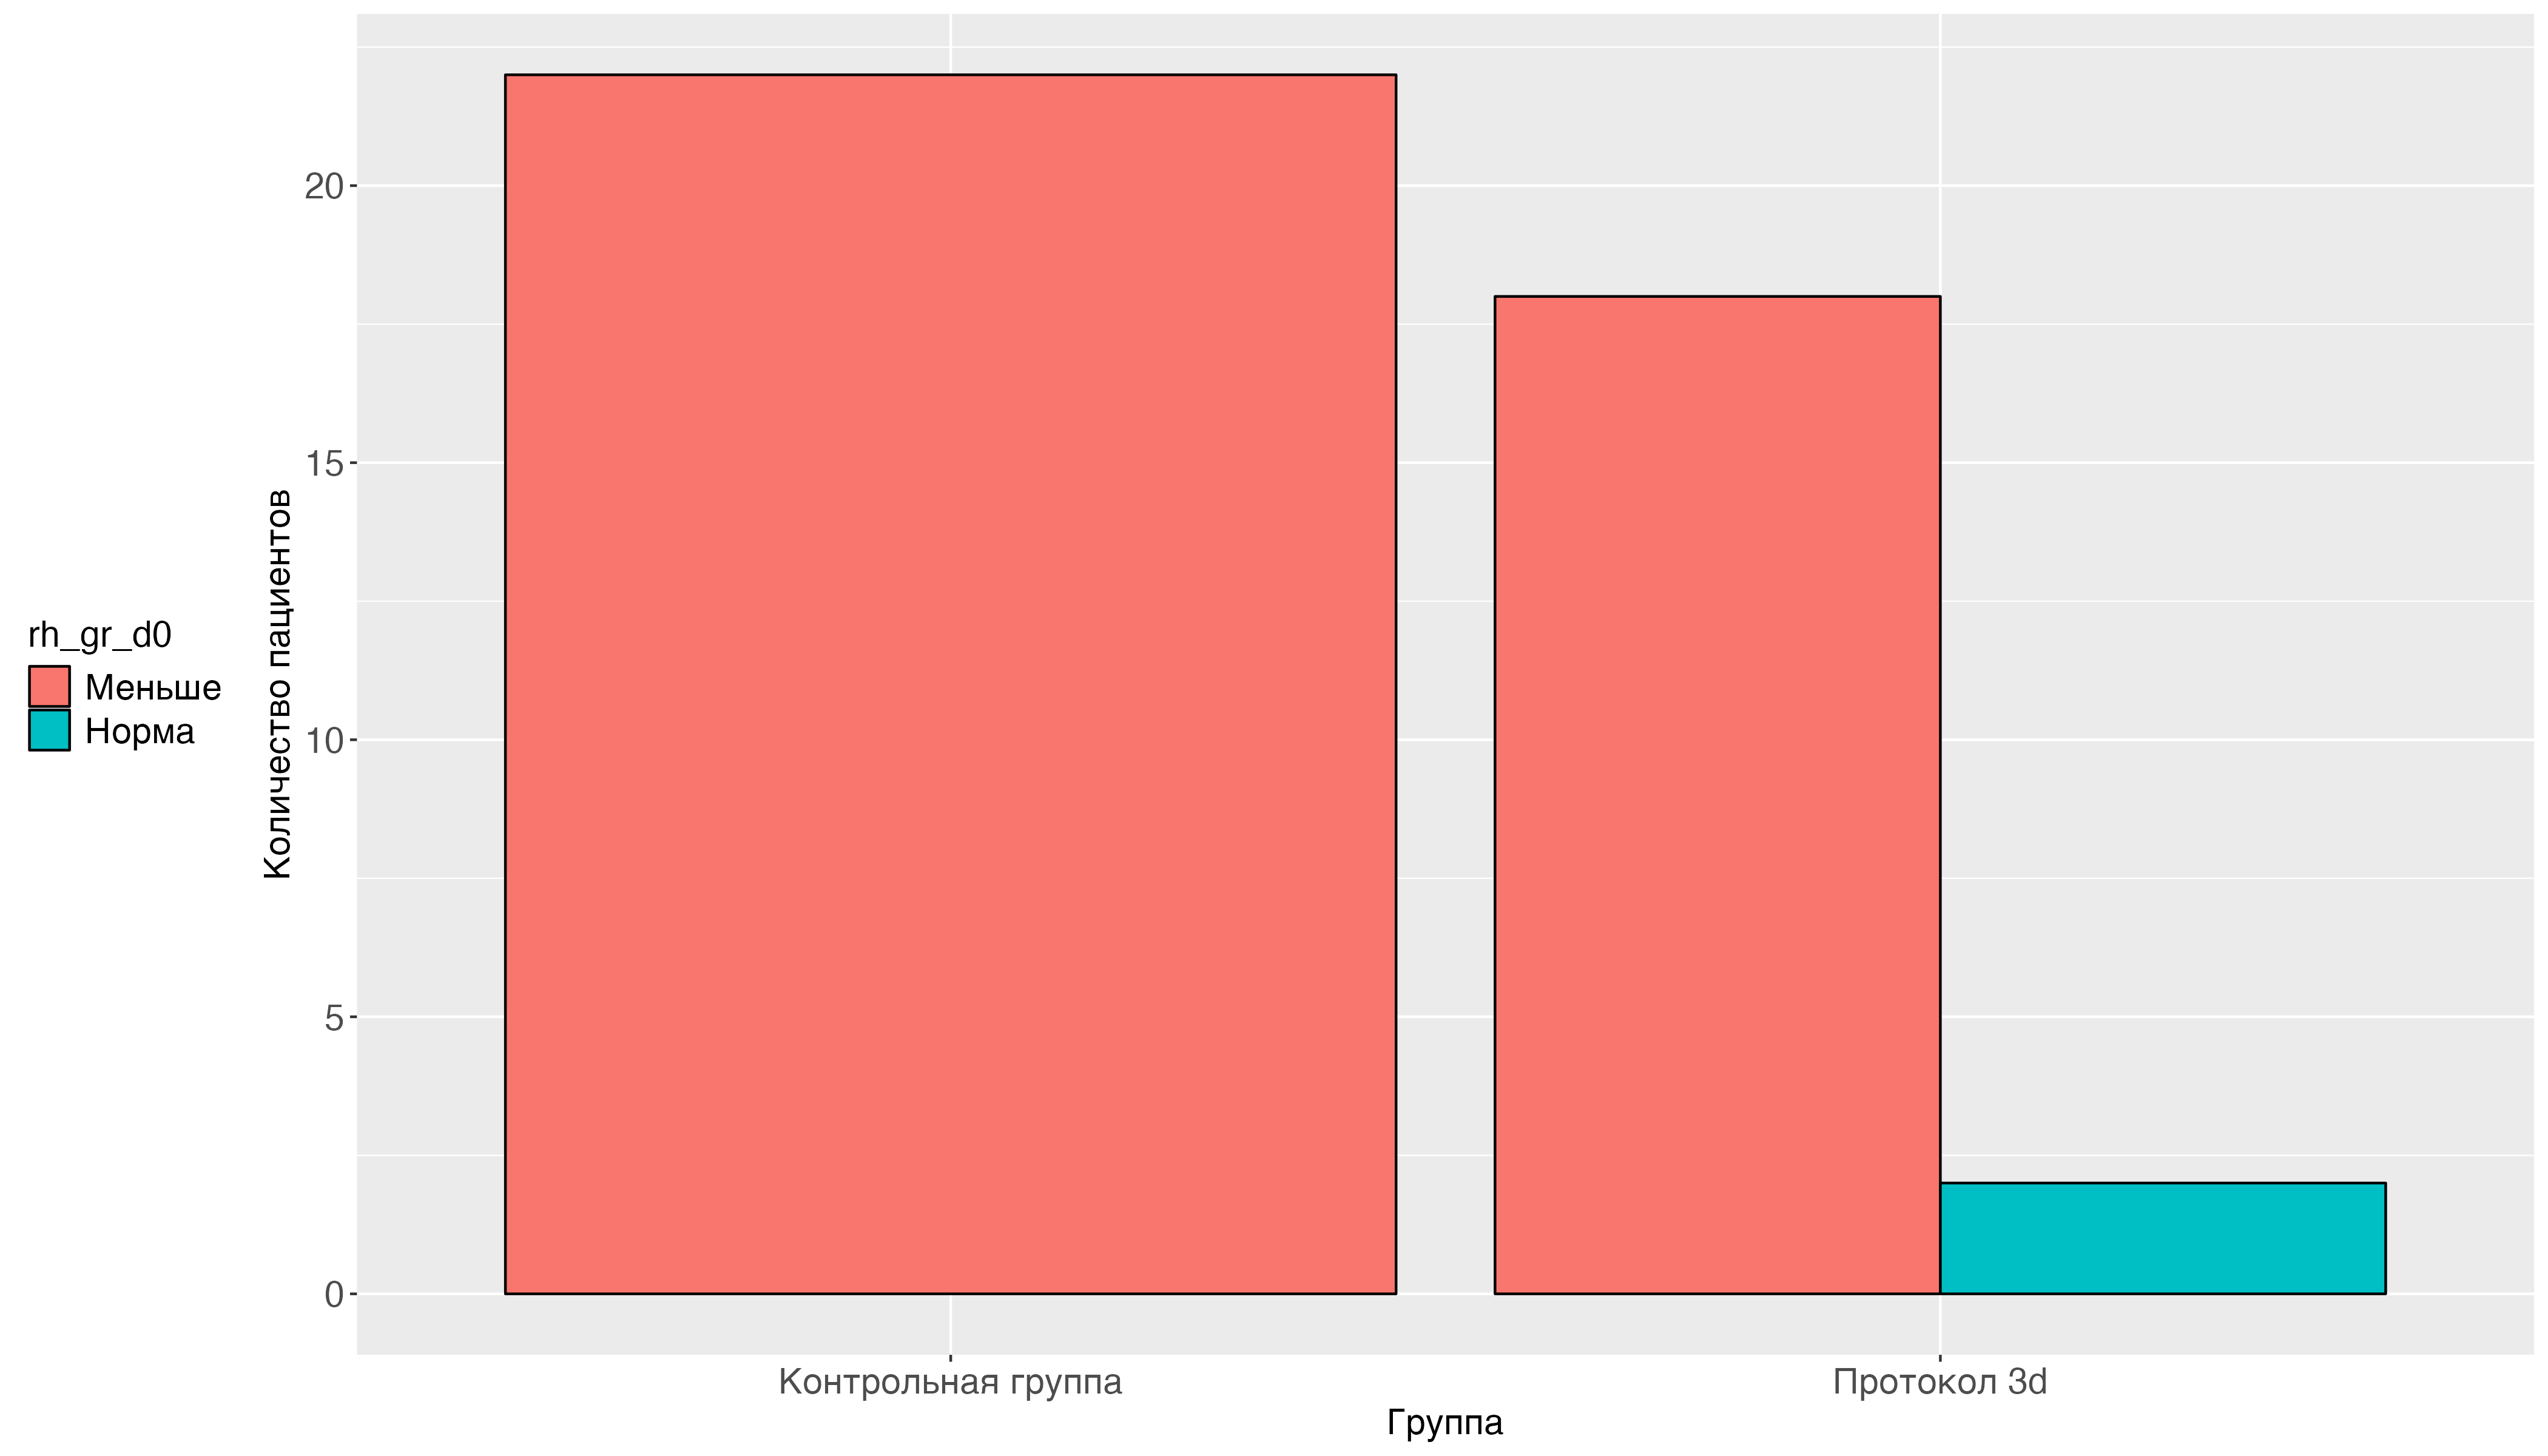 rh_gr_d0
Меньше
Норма
Количество пациентов
20
15
10
5
0
Контрольная группа
Протокол 3d
Группа